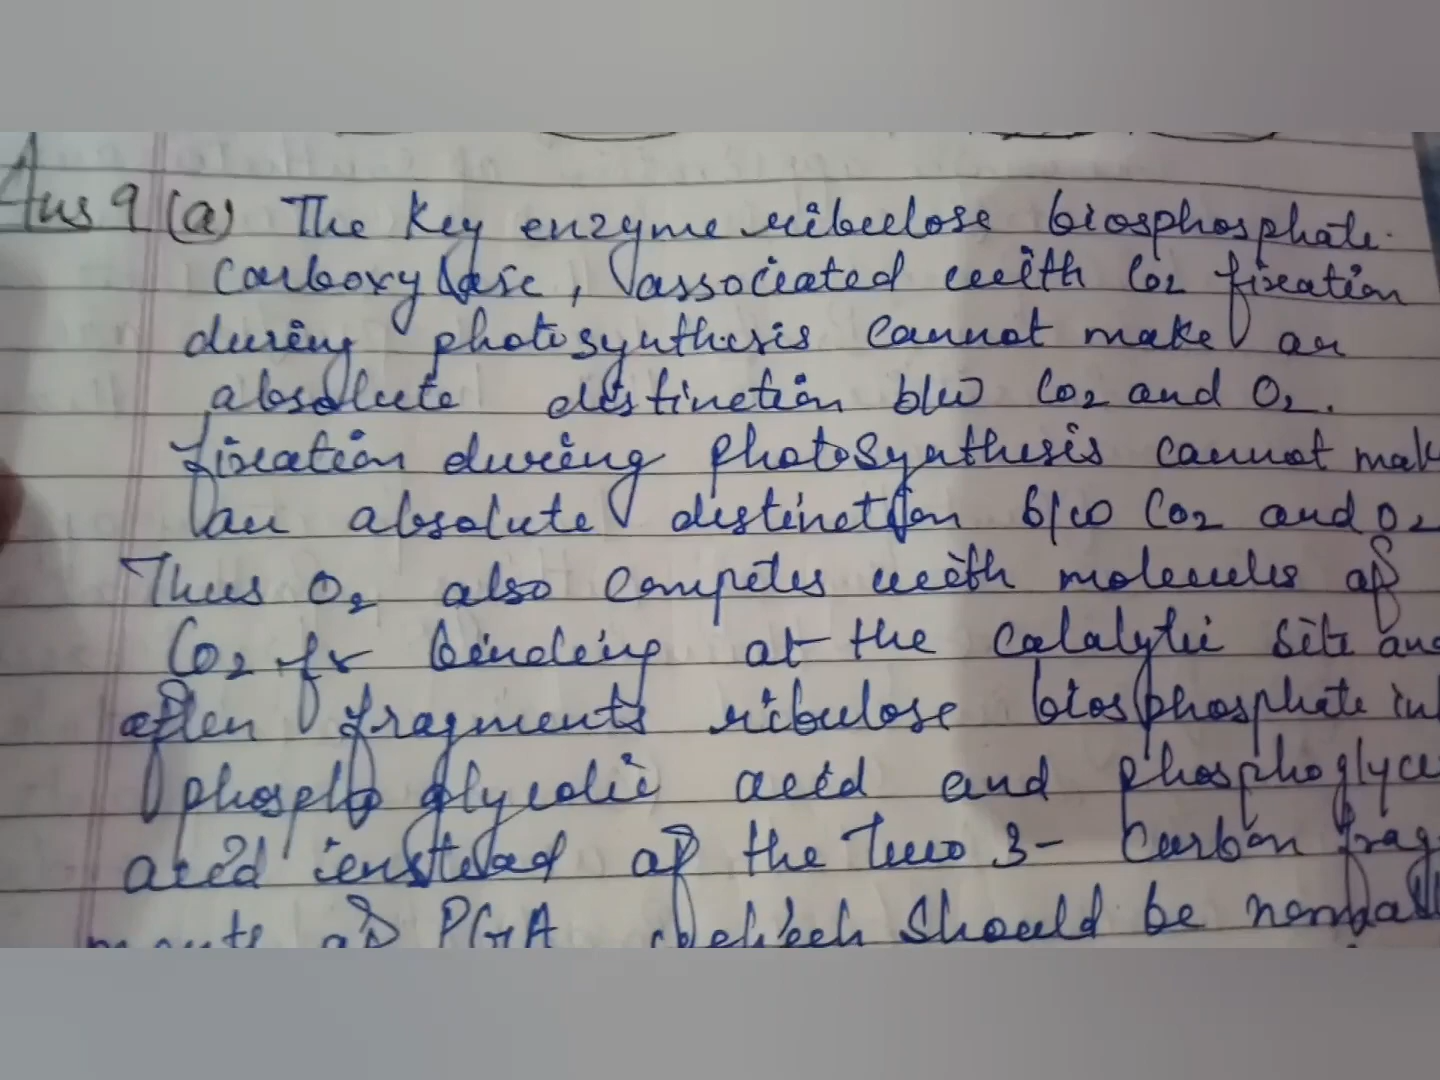 Ans 9 (a) The Key enzyme ribulose biosphosphate.
Carboxylase, associated with Co2 fixation
during photosynthesis cannot make an
absolute distinction b/w Co2 and O2.
fixation during photosynthesis cannot mak
an absolute distinction b/w Co2 and O2
Thus O2 also competes with molecules of
Co2 for binding at the catalytic site and
often fragments ribulose biosphosphate int
phospho glycolic acid and phosphoglyce
acid instead of the two 3- Carbon frag-
ments of PGA which should be normall